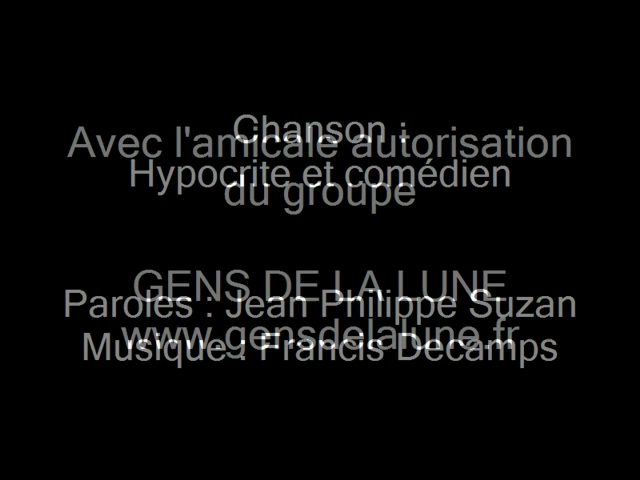 Chanson :
Hypocrite et comédien
Paroles : Jean Philippe Suzan
Musique : Francis Decamps
Avec l'amicale autorisation
du groupe
GENS DE LA LUNE
www.gensdelalune.fr